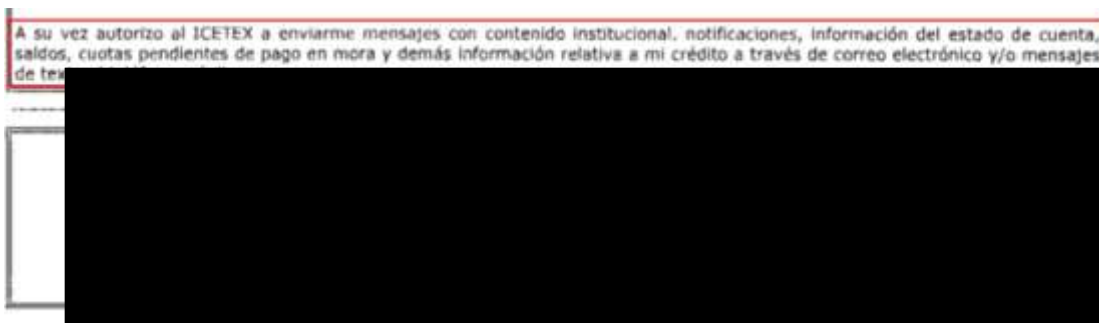 A su vez autorizo al ICETEX a enviarme mensajes con contenido institucional, notificaciones, información del estado de cuenta,
saldos, cuotas pendientes de pago en mora y demás información relativa a mi crédito a través de correo electrónico y/o mensajes
de